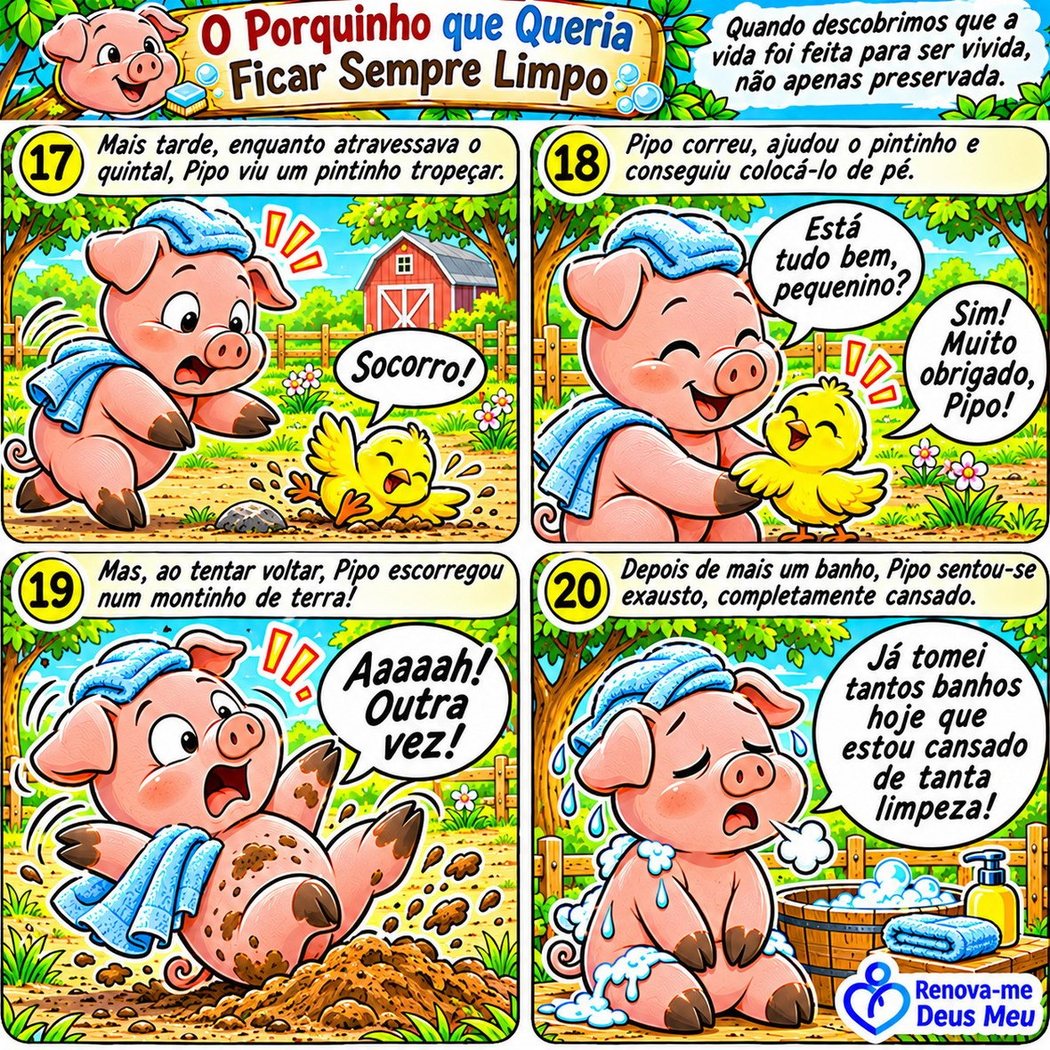 O Porquinho que Queria
Ficar Sempre Limpo
Quando descobrimos que a
vida foi feita para ser vivida,
não apenas preservada.
17
Mais tarde, enquanto atravessava o
quintal, Pipo viu um pintinho tropeçar.
Socorro!
18
Pipo correu, ajudou o pintinho e
conseguiu colocá-lo de pé.
Está
tudo bem,
pequenino?
Sim!
Muito
obrigado,
Pipo!
19
Mas, ao tentar voltar, Pipo escorregou
num montinho de terra!
Aaaaah!
Outra
vez!
20
Depois de mais um banho, Pipo sentou-se
exausto, completamente cansado.
Já tomei
tantos banhos
hoje que
estou cansado
de tanta
limpeza!
Renova-me
Deus Meu